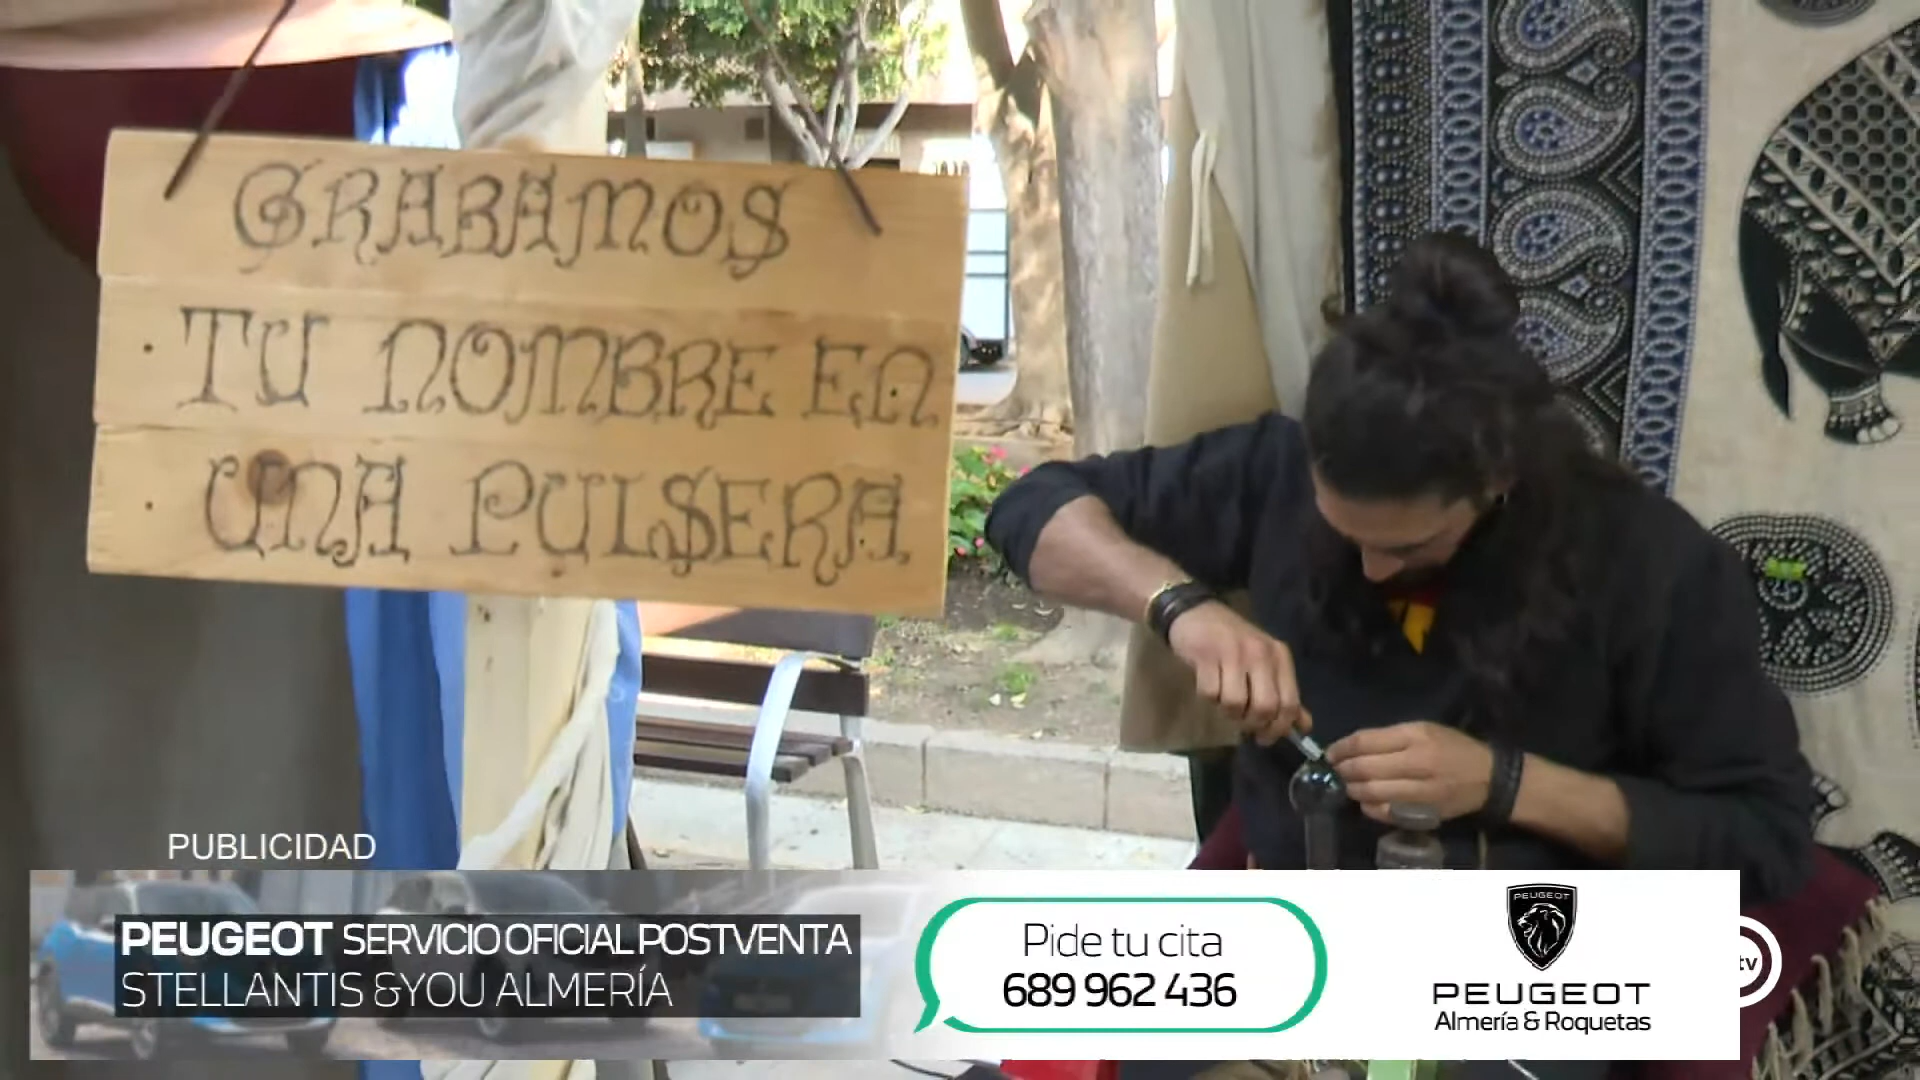 GRABAMOS
TU NOMBRE EN
UNA PULSERA
PUBLICIDAD
PEUGEOT SERVICIO OFICIAL POSTVENTA
STELLANTIS &YOU ALMERÍA
Pide tu cita
689 962 436
PEUGEOT
PEUGEOT
Almería & Roquetas
tv